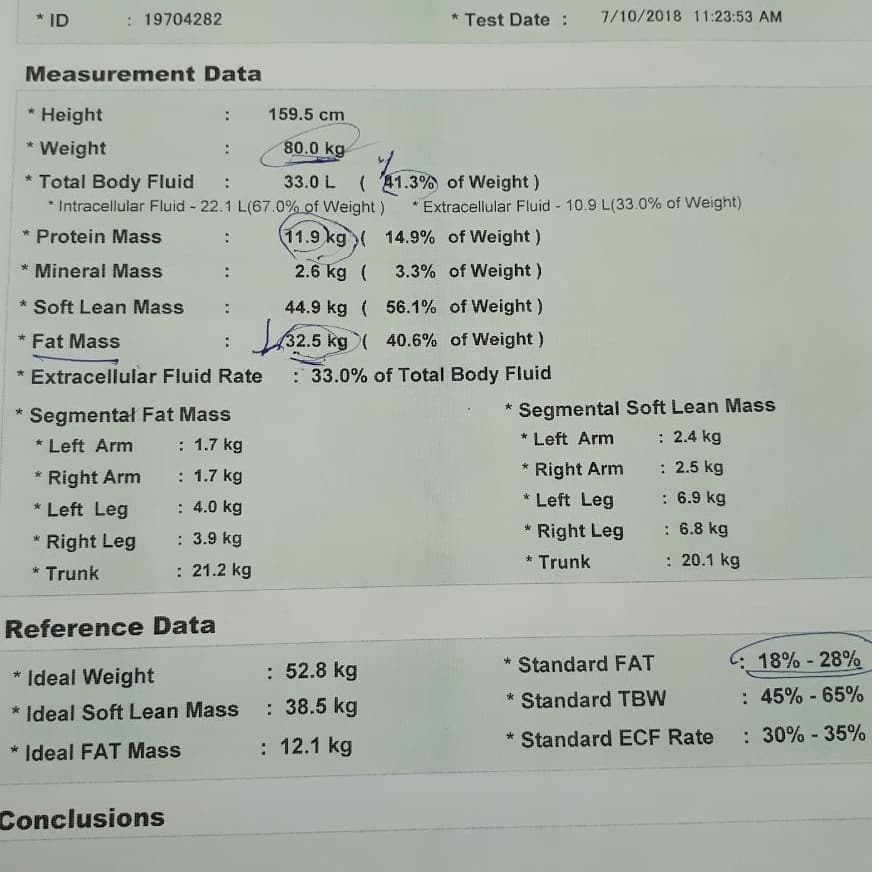 * ID : 19704282 * Test Date : 7/10/2018 11:23:53 AM
Measurement Data
* Height : 159.5 cm
* Weight : 80.0 kg
* Total Body Fluid : 33.0 L ( 41.3% of Weight )
* Intracellular Fluid - 22.1 L(67.0% of Weight ) * Extracellular Fluid - 10.9 L(33.0% of Weight)
* Protein Mass : 11.9 kg ( 14.9% of Weight )
* Mineral Mass : 2.6 kg ( 3.3% of Weight )
* Soft Lean Mass : 44.9 kg ( 56.1% of Weight )
* Fat Mass : 32.5 kg ( 40.6% of Weight )
* Extracellular Fluid Rate : 33.0% of Total Body Fluid
* Segmental Fat Mass
* Left Arm : 1.7 kg
* Right Arm : 1.7 kg
* Left Leg : 4.0 kg
* Right Leg : 3.9 kg
* Trunk : 21.2 kg
* Segmental Soft Lean Mass
* Left Arm : 2.4 kg
* Right Arm : 2.5 kg
* Left Leg : 6.9 kg
* Right Leg : 6.8 kg
* Trunk : 20.1 kg
Reference Data
* Ideal Weight : 52.8 kg
* Ideal Soft Lean Mass : 38.5 kg
* Ideal FAT Mass : 12.1 kg
* Standard FAT : 18% - 28%
* Standard TBW : 45% - 65%
* Standard ECF Rate : 30% - 35%
Conclusions